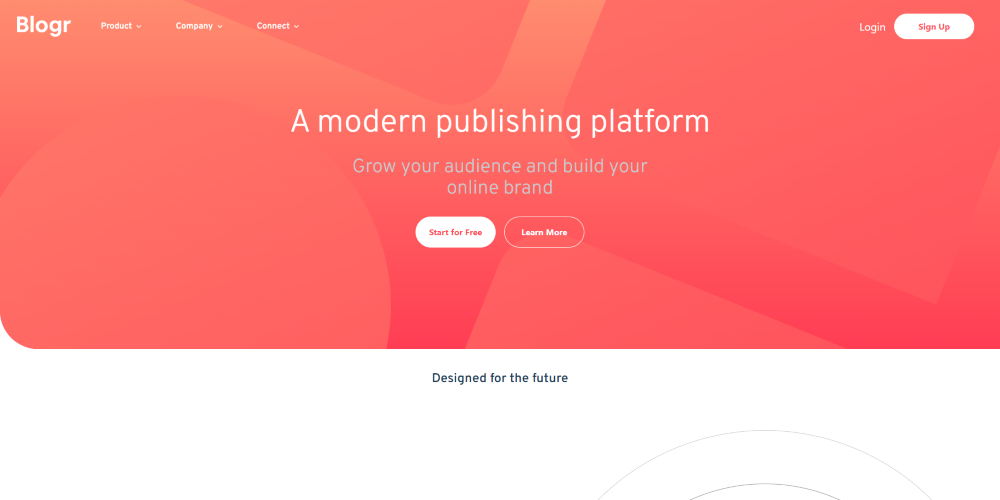 Blogr
Product
Company
Connect
Login
Sign Up
A modern publishing platform
Grow your audience and build your
online brand
Start for Free
Learn More
Designed for the future